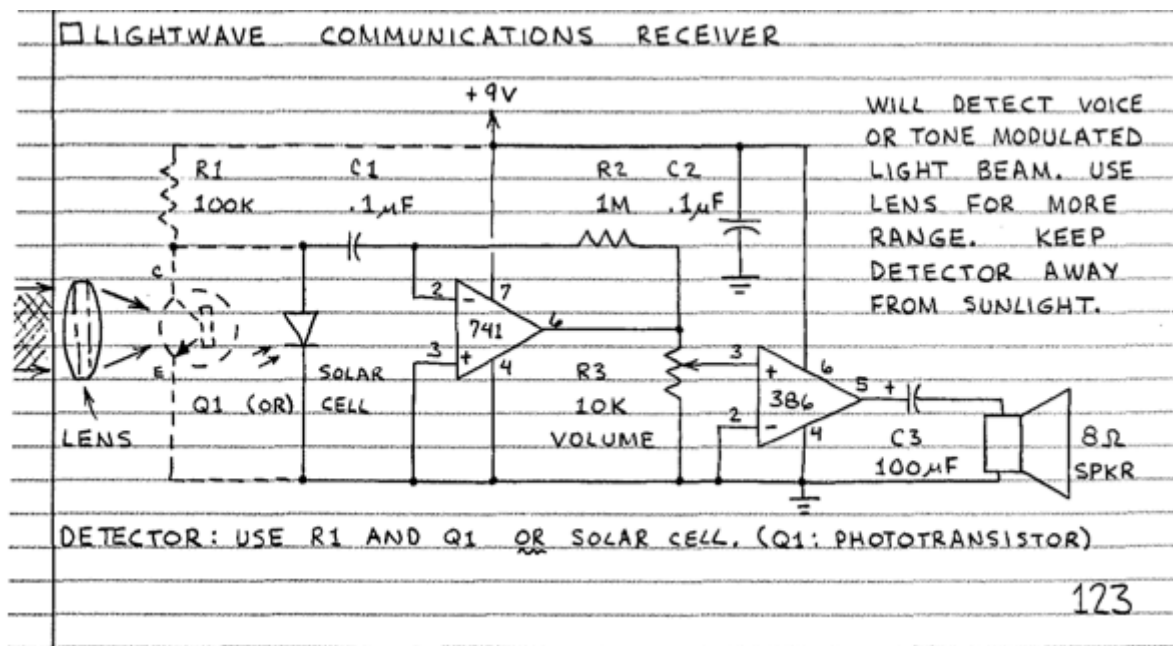 LIGHTWAVE COMMUNICATIONS RECEIVER
+9V
WILL DETECT VOICE
OR TONE MODULATED
LIGHT BEAM. USE
LENS FOR MORE
RANGE. KEEP
DETECTOR AWAY
FROM SUNLIGHT.
R1
100K
C1
.1µF
R2
1M
C2
.1µF
C
E
Q1 (OR)
SOLAR
CELL
LENS
2
-
7
741
6
3
+
4
R3
10K
VOLUME
3
+
6
386
5
+
2
-
4
C3
100µF
8Ω
SPKR
DETECTOR: USE R1 AND Q1 OR SOLAR CELL. (Q1: PHOTOTRANSISTOR)
123